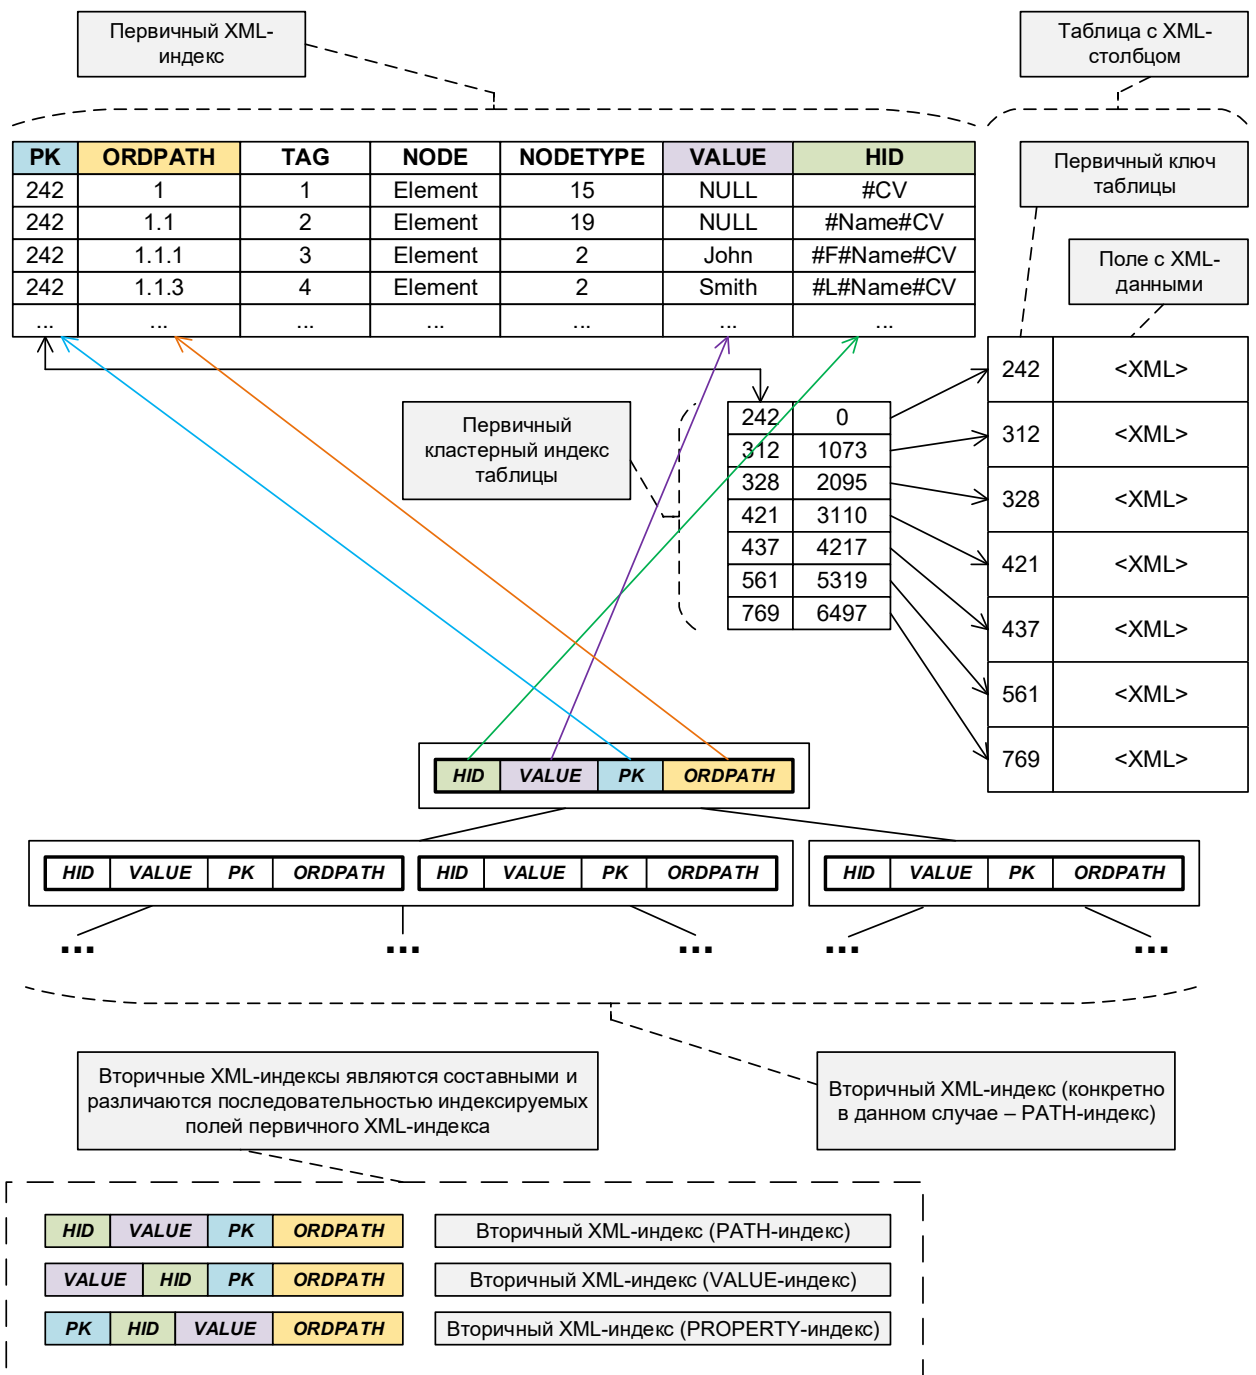 Первичный XML-
индекс
Таблица с XML-
столбцом
PK ORDPATH TAG NODE NODETYPE VALUE HID
242 1 1 Element 15 NULL #CV
242 1.1 2 Element 19 NULL #Name#CV
242 1.1.1 3 Element 2 John #F#Name#CV
242 1.1.3 4 Element 2 Smith #L#Name#CV
... ... ... ... ... ... ...
Первичный ключ
таблицы
Поле с XML-
данными
Первичный
кластерный индекс
таблицы
242 0
312 1073
328 2095
421 3110
437 4217
561 5319
769 6497
242 <XML>
312 <XML>
328 <XML>
421 <XML>
437 <XML>
561 <XML>
769 <XML>
HID VALUE PK ORDPATH
HID VALUE PK ORDPATH HID VALUE PK ORDPATH HID VALUE PK ORDPATH
... ... ... ... ...
Вторичные XML-индексы являются составными и
различаются последовательностью индексируемых
полей первичного XML-индекса
Вторичный XML-индекс (конкретно
в данном случае – PATH-индекс)
HID VALUE PK ORDPATH Вторичный XML-индекс (PATH-индекс)
VALUE HID PK ORDPATH Вторичный XML-индекс (VALUE-индекс)
PK HID VALUE ORDPATH Вторичный XML-индекс (PROPERTY-индекс)